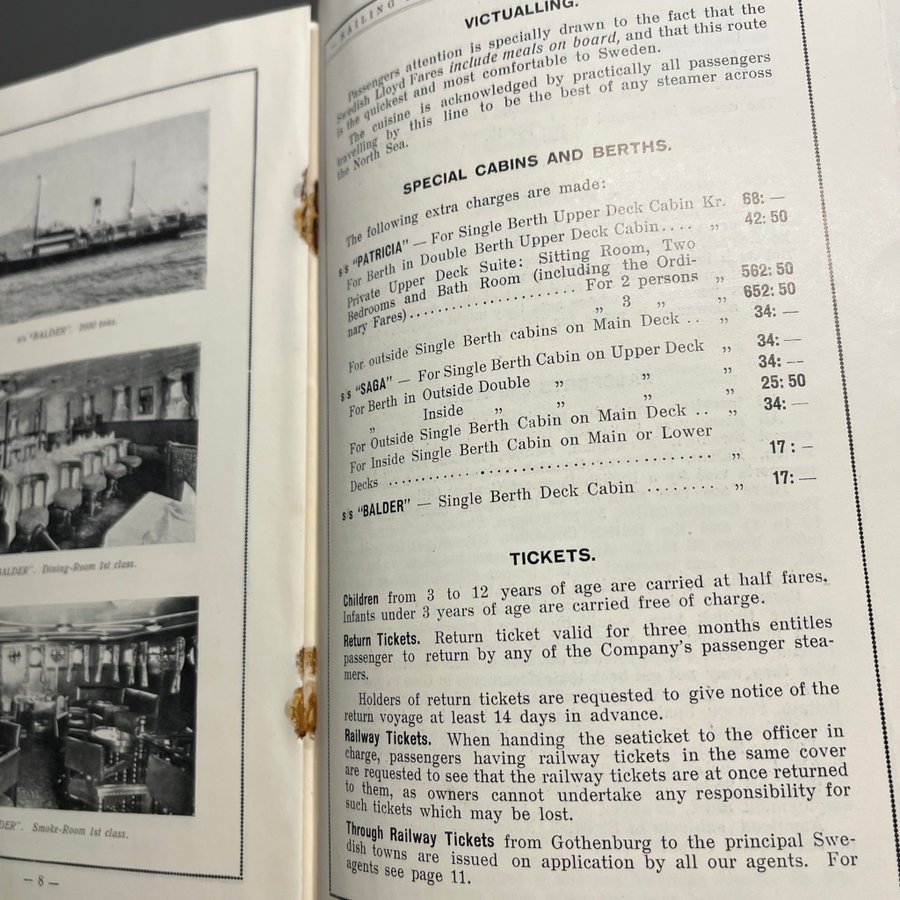 s/s "BALDER". 1600 tons.
BALDER". Dining-Room 1st class.
DER". Smoke-Room 1st class.
— 8 —
SAILING
VICTUALLING.
Passengers attention is specially drawn to the fact that the
Swedish Lloyd Fares include meals on board, and that this route
is the quickest and most comfortable to Sweden.
The cuisine is acknowledged by practically all passengers
travelling by this line to be the best of any steamer across
the North Sea.
SPECIAL CABINS AND BERTHS.
The following extra charges are made:
s/s "PATRICIA" — For Single Berth Upper Deck Cabin Kr. 68: —
For Berth in Double Berth Upper Deck Cabin.... „ 42: 50
Private Upper Deck Suite: Sitting Room, Two
Bedrooms and Bath Room (including the Ordi-
nary Fares)...................... For 2 persons „ 562: 50
„ 3 „ „ 652: 50
For outside Single Berth cabins on Main Deck .. „ 34: —
s/s "SAGA" — For Single Berth Cabin on Upper Deck „ 34: —
For Berth in Outside Double „ „ „ 34: —
„ Inside „ „ „ „ 25: 50
For Outside Single Berth Cabin on Main Deck .. „ 34: —
For Inside Single Berth Cabin on Main or Lower
Decks ........................................ „ 17: —
s/s "BALDER" — Single Berth Deck Cabin ........ „ 17: —
TICKETS.
Children from 3 to 12 years of age are carried at half fares.
Infants under 3 years of age are carried free of charge.
Return Tickets. Return ticket valid for three months entitles
passenger to return by any of the Company's passenger stea-
mers.
Holders of return tickets are requested to give notice of the
return voyage at least 14 days in advance.
Railway Tickets. When handing the seaticket to the officer in
charge, passengers having railway tickets in the same cover
are requested to see that the railway tickets are at once returned
to them, as owners cannot undertake any responsibility for
such tickets which may be lost.
Through Railway Tickets from Gothenburg to the principal Swe-
dish towns are issued on application by all our agents. For
agents see page 11.